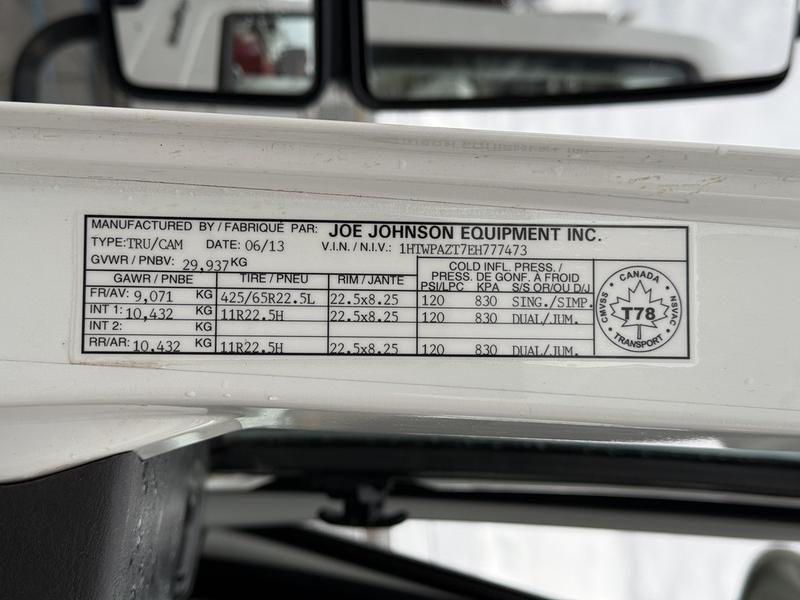 MANUFACTURED BY / FABRIQUÉ PAR: JOE JOHNSON EQUIPMENT INC.
TYPE: TRU/CAM DATE: 06/13 V.I.N. / N.I.V.: 1HTWPAZT7EH777473
GVWR / PNBV: 29,937 KG
COLD INFL. PRESS. /
GAWR / PNBE TIRE / PNEU RIM / JANTE PRESS. DE GONF. A FROID
PSI/LPC KPA S/S OR/OU D/J
FR/AV: 9,071 KG 425/65R22.5L 22.5x8.25 120 830 SING./SIMP.
INT 1: 10,432 KG 11R22.5H 22.5x8.25 120 830 DUAL/JUM.
INT 2: KG
RR/AR: 10,432 KG 11R22.5H 22.5x8.25 120 830 DUAL/JUM.
CANADA
CMVSS T78 NSVAC
TRANSPORT